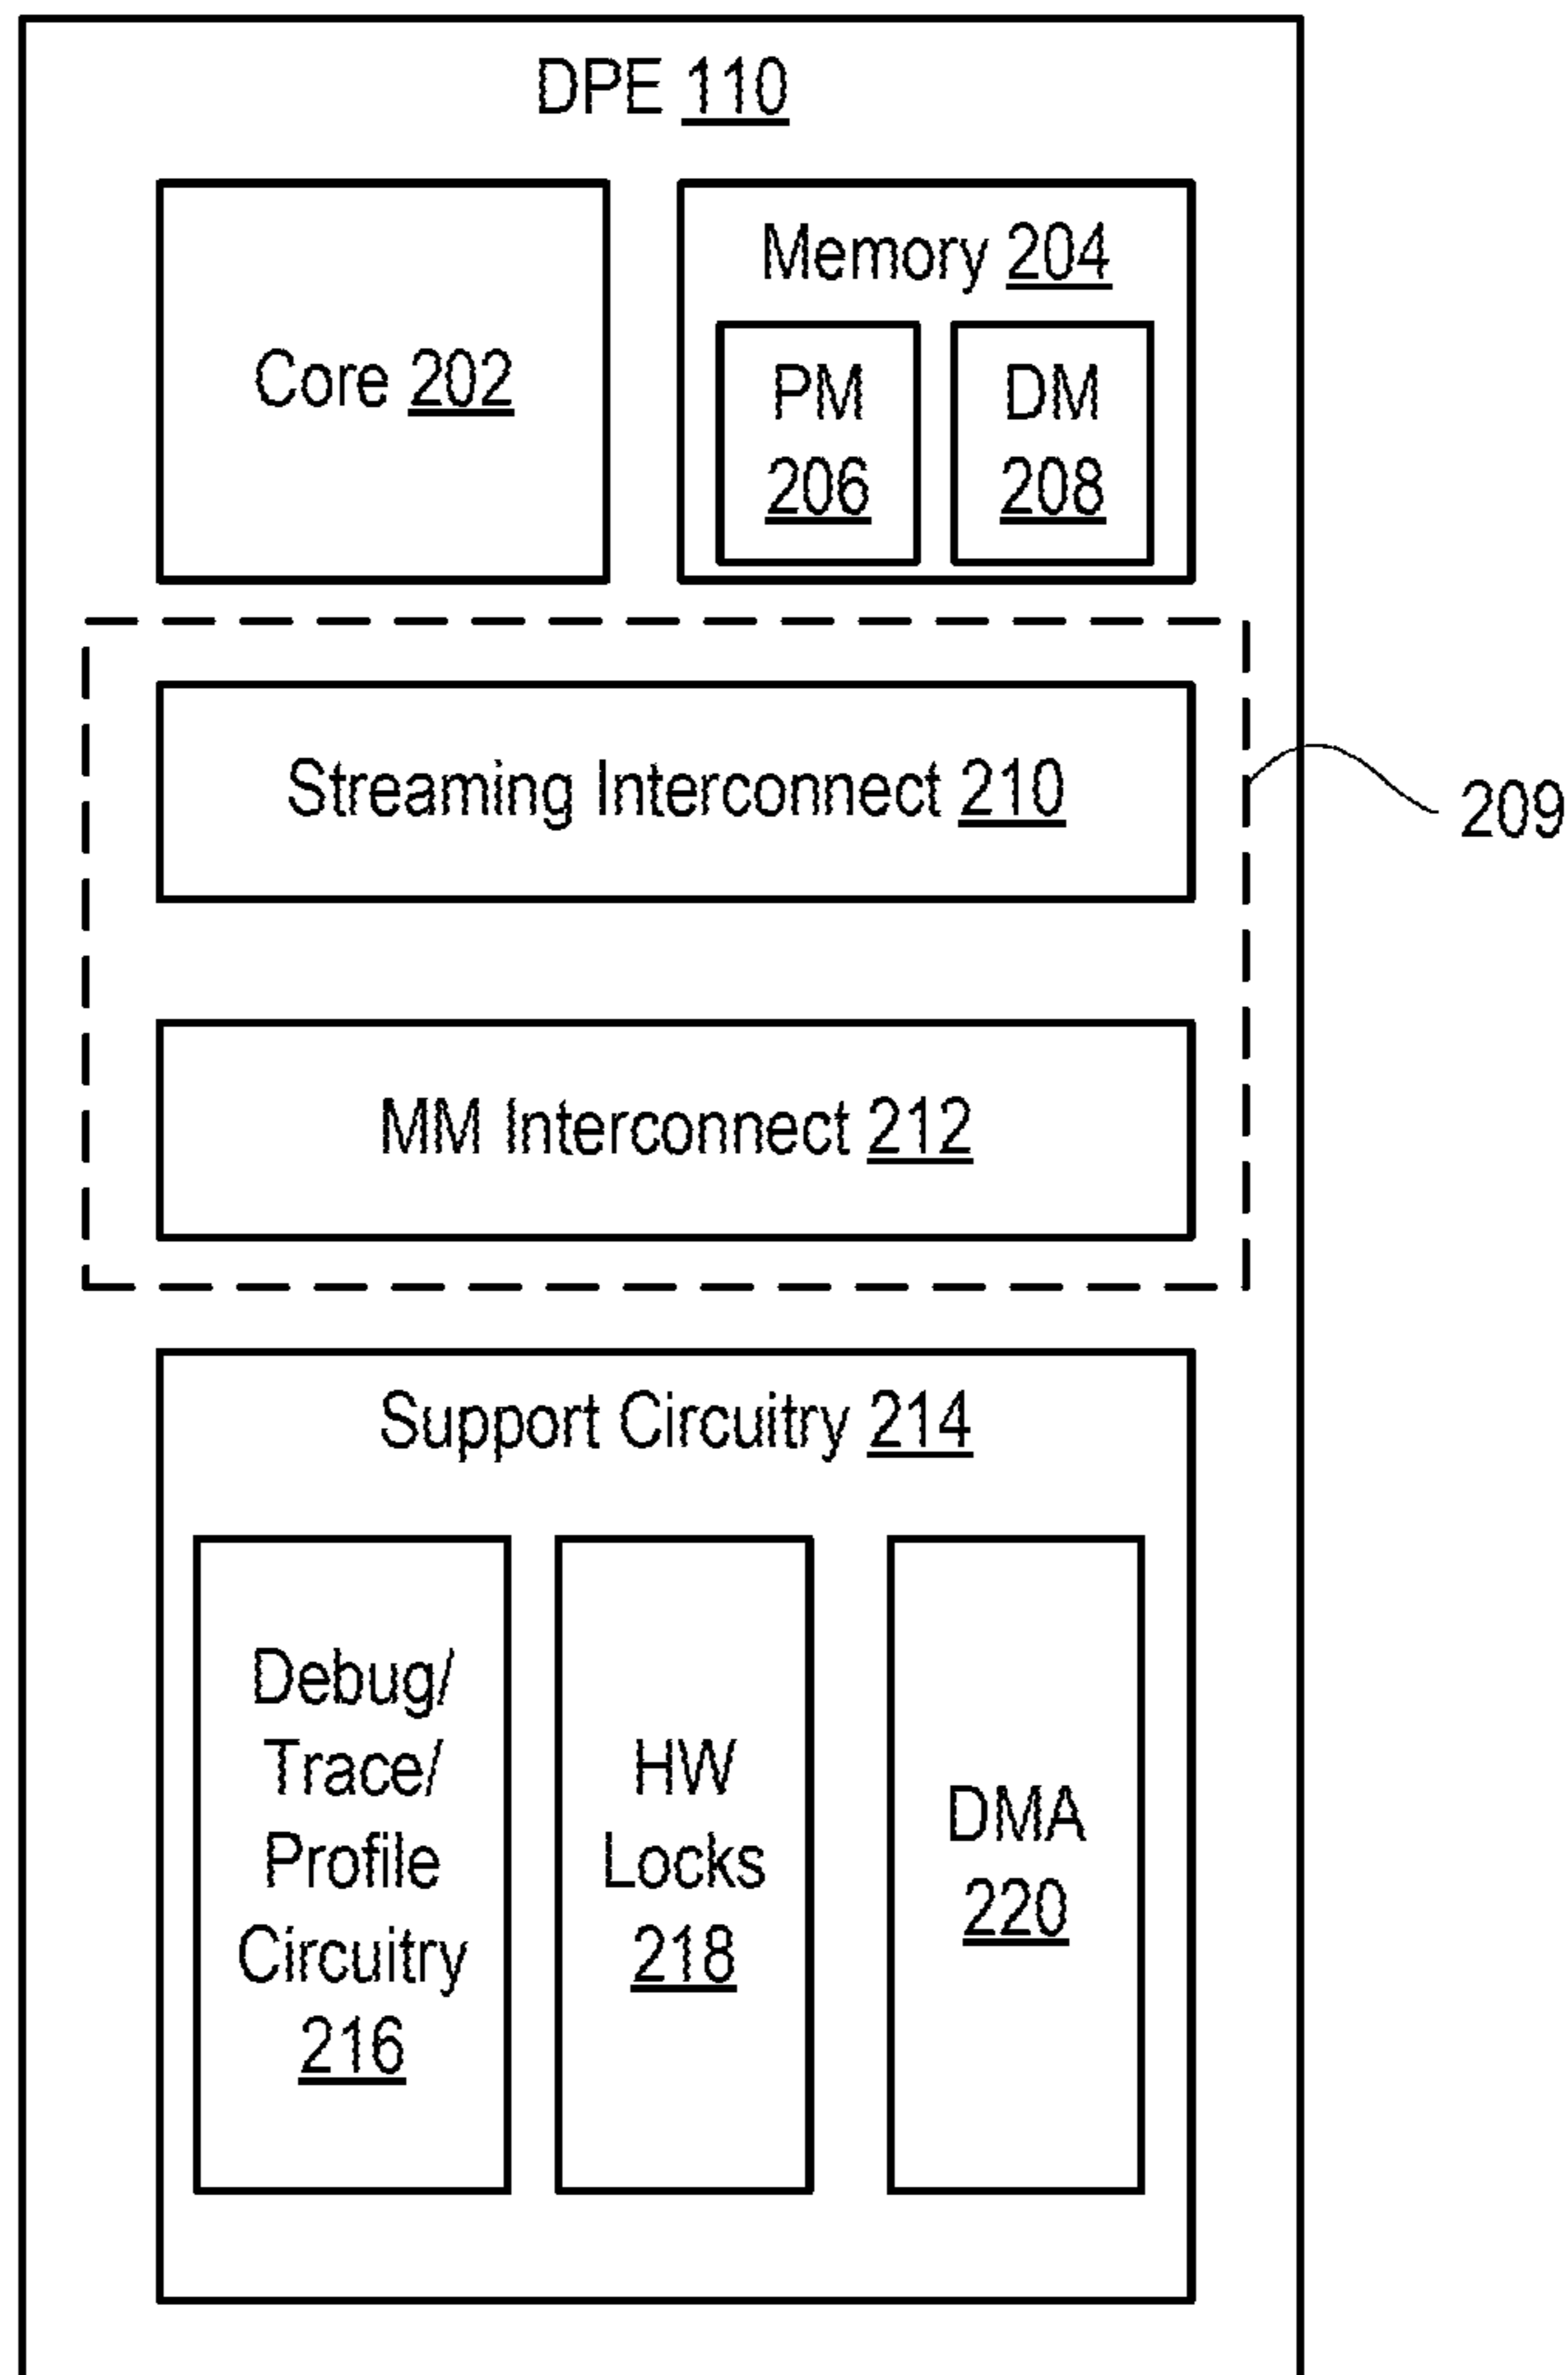 DPE 110
Core 202
Memory 204
PM
206
DM
208
Streaming Interconnect 210
209
MM Interconnect 212
Support Circuitry 214
Debug/
Trace/
Profile
Circuitry
216
HW
Locks
218
DMA
220